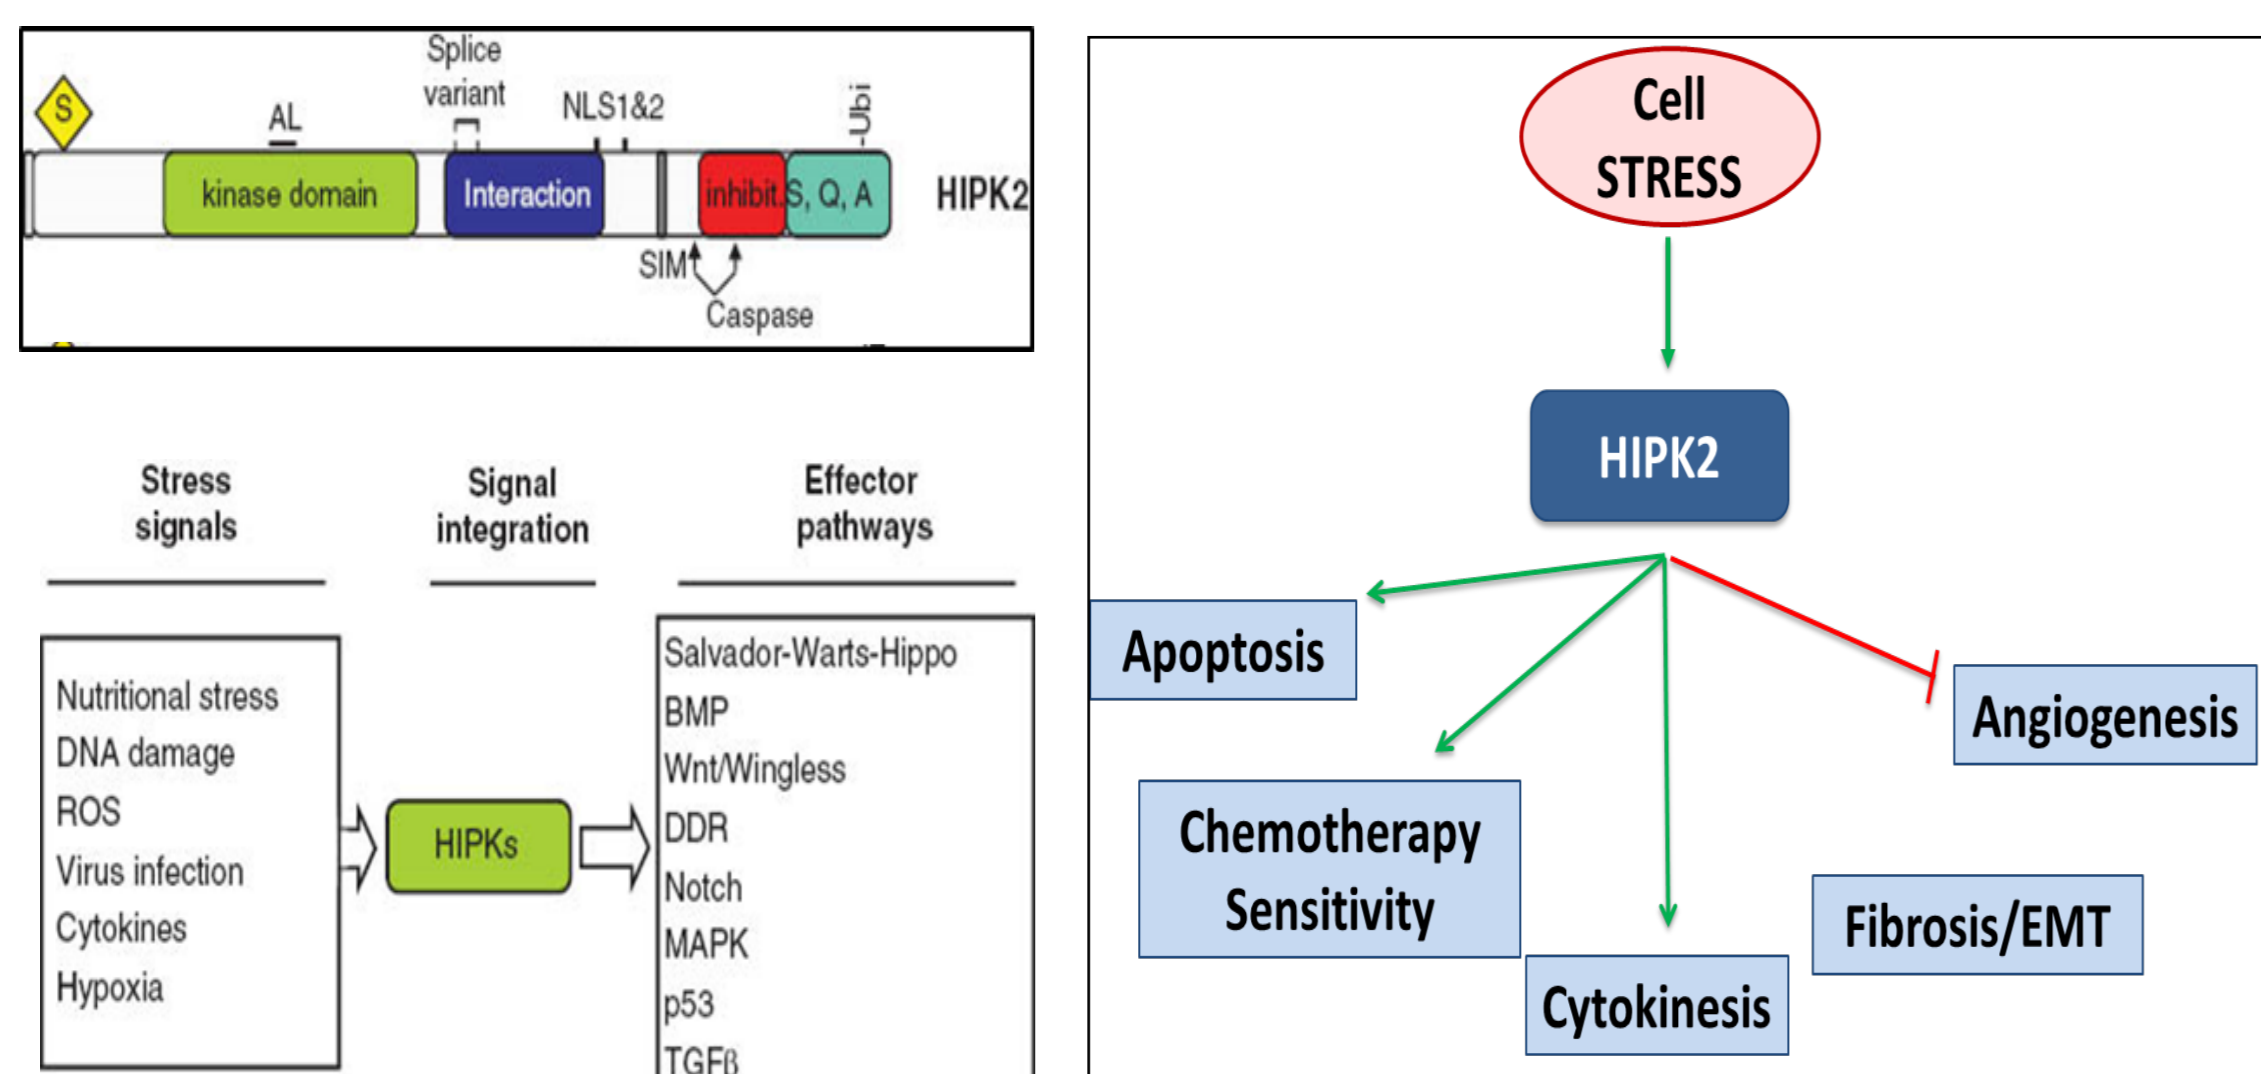 Splice
variant
S
AL
NLS1&2
-Ubi
kinase domain
Interaction
inhibit.
S, Q, A
HIPK2
SIM
Caspase
Stress
signals
Signal
integration
Effector
pathways
Nutritional stress
DNA damage
ROS
Virus infection
Cytokines
Hypoxia
HIPKs
Salvador-Warts-Hippo
BMP
Wnt/Wingless
DDR
Notch
MAPK
p53
TGFβ
Cell
STRESS
HIPK2
Apoptosis
Angiogenesis
Chemotherapy
Sensitivity
Fibrosis/EMT
Cytokinesis